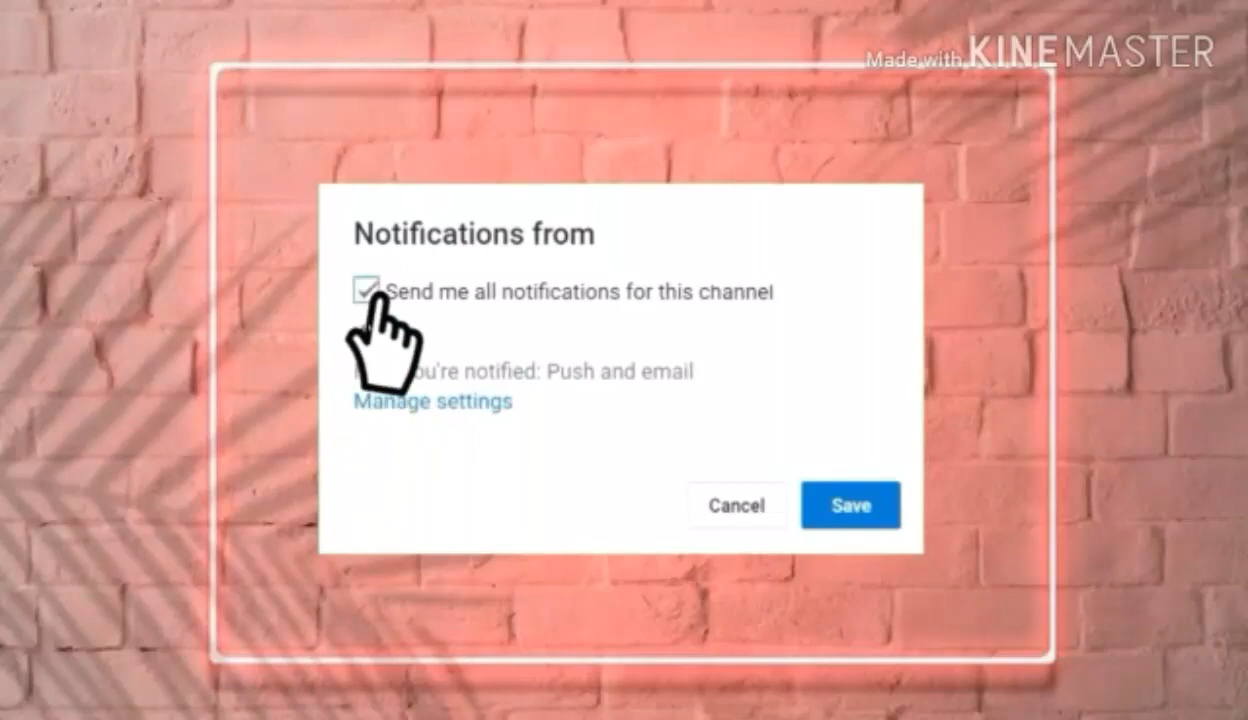 Made with KINEMASTER
Notifications from
Send me all notifications for this channel
you're notified: Push and email
Manage settings
Cancel
Save